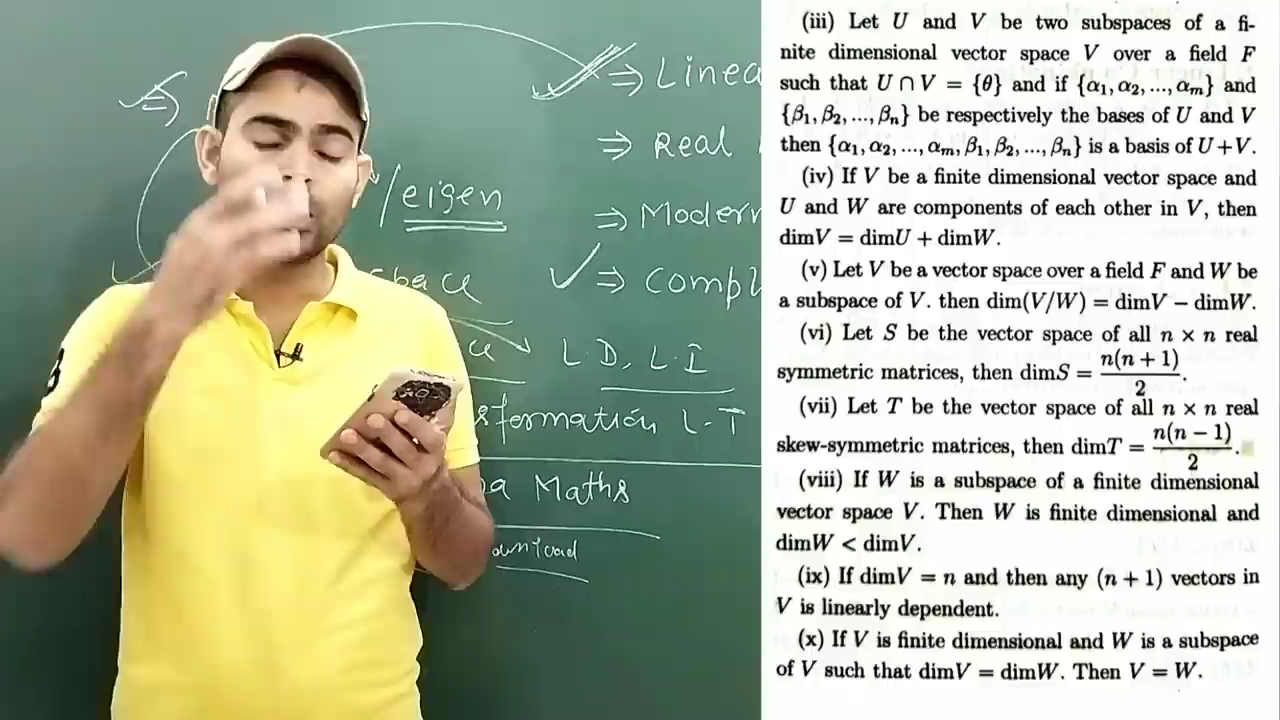 ⇒ Linea
⇒ Real
/eigen
⇒ Modern
space
⇒ Compl
L.D, L.I
sformation L-T
Maths
ownload
(iii) Let U and V be two subspaces of a fi-
nite dimensional vector space V over a field F
such that U ∩ V = {θ} and if {α₁, α₂, ..., αₘ} and
{β₁, β₂, ..., βₙ} be respectively the bases of U and V
then {α₁, α₂, ..., αₘ, β₁, β₂, ..., βₙ} is a basis of U + V.
(iv) If V be a finite dimensional vector space and
U and W are components of each other in V, then
dimV = dimU + dimW.
(v) Let V be a vector space over a field F and W be
a subspace of V. then dim(V/W) = dimV − dimW.
(vi) Let S be the vector space of all n × n real
symmetric matrices, then dimS = n(n + 1)/2.
(vii) Let T be the vector space of all n × n real
skew-symmetric matrices, then dimT = n(n − 1)/2.
(viii) If W is a subspace of a finite dimensional
vector space V. Then W is finite dimensional and
dimW < dimV.
(ix) If dimV = n and then any (n + 1) vectors in
V is linearly dependent.
(x) If V is finite dimensional and W is a subspace
of V such that dimV = dimW. Then V = W.